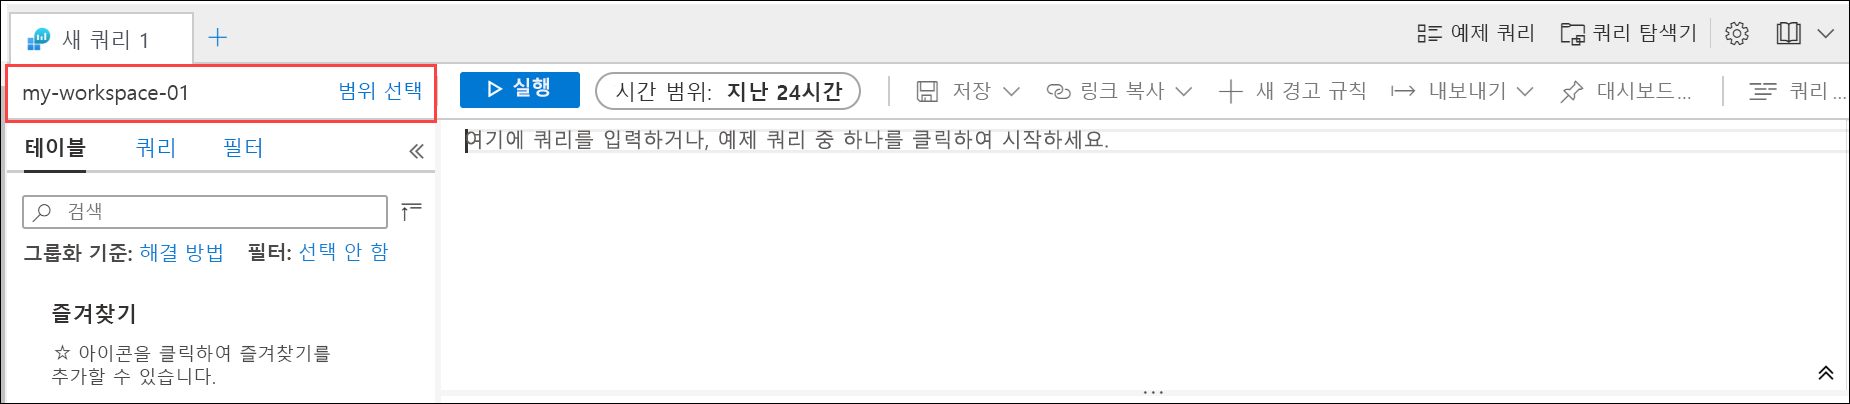 새 쿼리 1
예제 쿼리
쿼리 탐색기
my-workspace-01
범위 선택
실행
시간 범위: 지난 24시간
저장
링크 복사
새 경고 규칙
내보내기
대시보드...
쿼리 ...
테이블
쿼리
필터
여기에 쿼리를 입력하거나, 예제 쿼리 중 하나를 클릭하여 시작하세요.
검색
그룹화 기준: 해결 방법
필터: 선택 안 함
즐겨찾기
☆ 아이콘을 클릭하여 즐겨찾기를
추가할 수 있습니다.